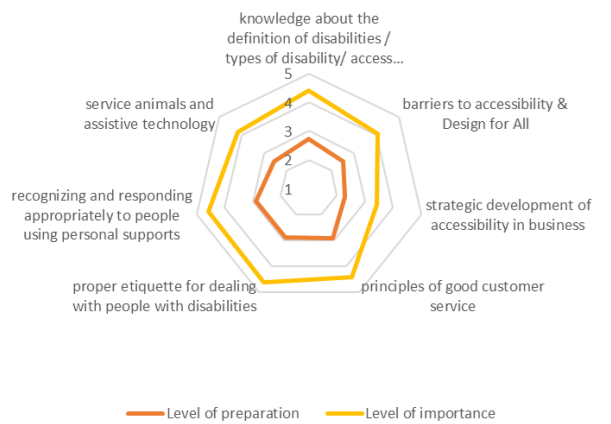 knowledge about the
definition of disabilities /
types of disability/ access...
5
4
3
2
1
barriers to accessibility &
Design for All
strategic development of
accessibility in business
principles of good customer
service
proper etiquette for dealing
with people with disabilities
recognizing and responding
appropriately to people
using personal supports
service animals and
assistive technology
Level of preparation
Level of importance